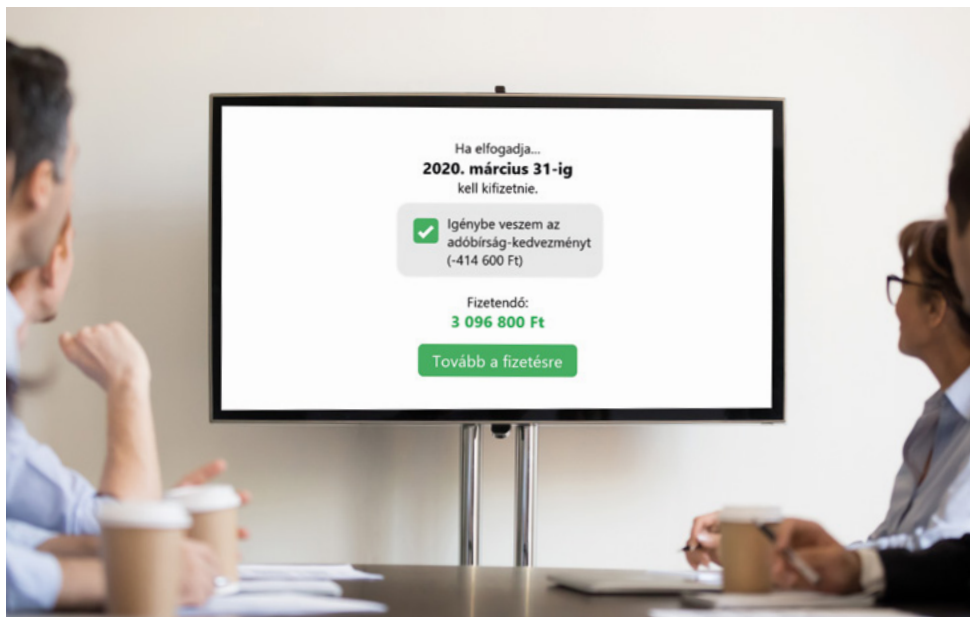 Ha elfogadja...
2020. március 31-ig
kell kifizetnie.
Igénybe veszem az
adóbírság-kedvezményt
(-414 600 Ft)
Fizetendő:
3 096 800 Ft
Tovább a fizetésre